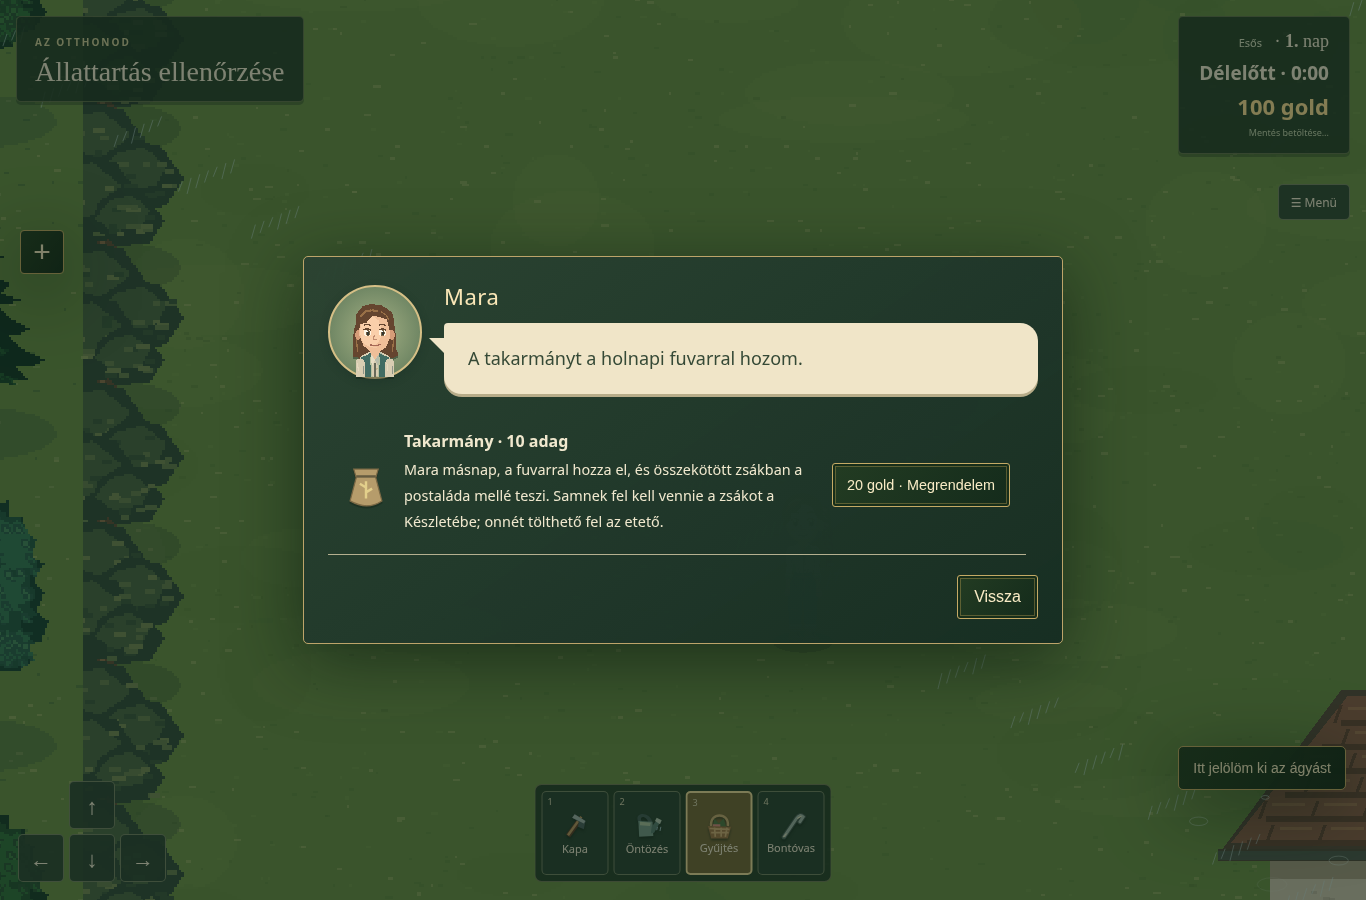 AZ OTTHONOD
Állattartás ellenőrzése
Esős · 1. nap
Délelőtt · 0:00
100 gold
Mentés betöltése…
☰ Menü
+
Mara
A takarmányt a holnapi fuvarral hozom.
Takarmány · 10 adag
Mara másnap, a fuvarral hozza el, és összekötött zsákban a
postaláda mellé teszi. Samnek fel kell vennie a zsákot a
Készletébe; onnét tölthető fel az etető.
20 gold · Megrendelem
Vissza
Itt jelölöm ki az ágyást
↑
← ↓ →
1 2 3 4
Kapa Öntözés Gyűjtés Bontóvas